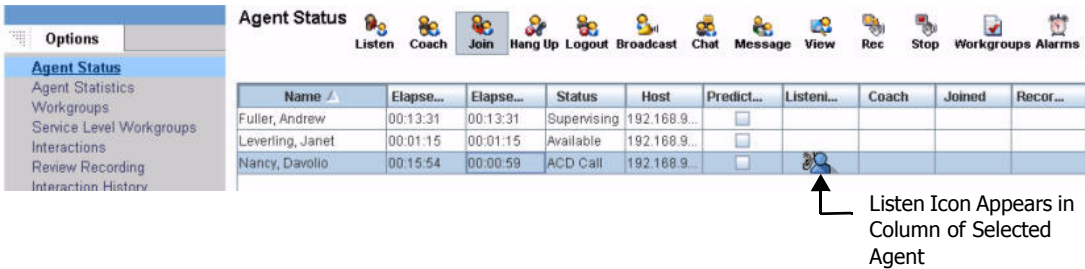 Agent Status
Listen Coach Join Hang Up Logout Broadcast Chat Message View Rec Stop Workgroups Alarms
Options
Agent Status
Agent Statistics
Workgroups
Service Level Workgroups
Interactions
Review Recording
Interaction History
Name Elapse... Elapse... Status Host Predict... Listeni... Coach Joined Recor...
Fuller, Andrew 00:13:31 00:13:31 Supervising 192.168.9...
Leverling, Janet 00:01:15 00:01:15 Available 192.168.9...
Nancy, Davolio 00:15:54 00:00:59 ACD Call 192.168.9...
Listen Icon Appears in
Column of Selected
Agent